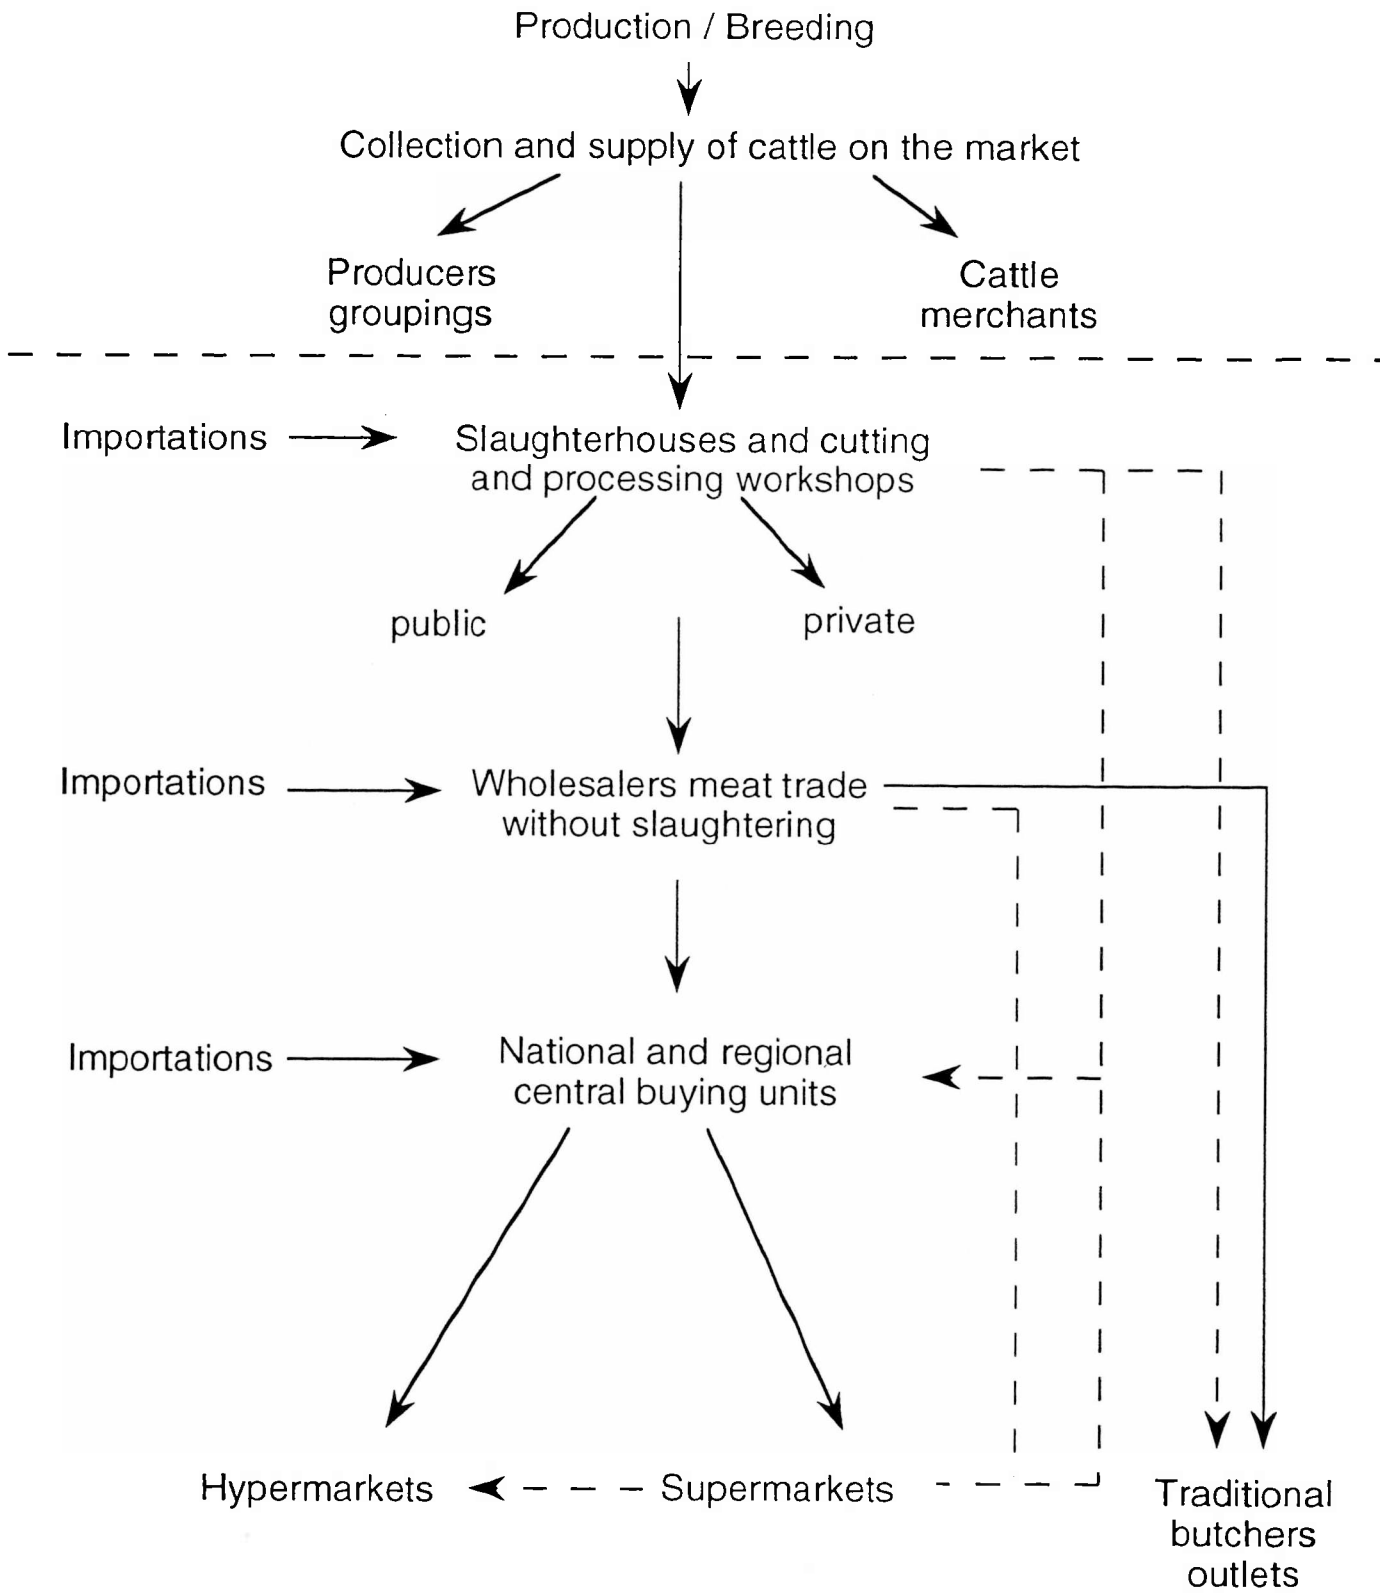 Production / Breeding
Collection and supply of cattle on the market
Producers
groupings
Cattle
merchants
Importations
Slaughterhouses and cutting
and processing workshops
public
private
Importations
Wholesalers meat trade
without slaughtering
Importations
National and regional
central buying units
Hypermarkets
Supermarkets
Traditional
butchers
outlets